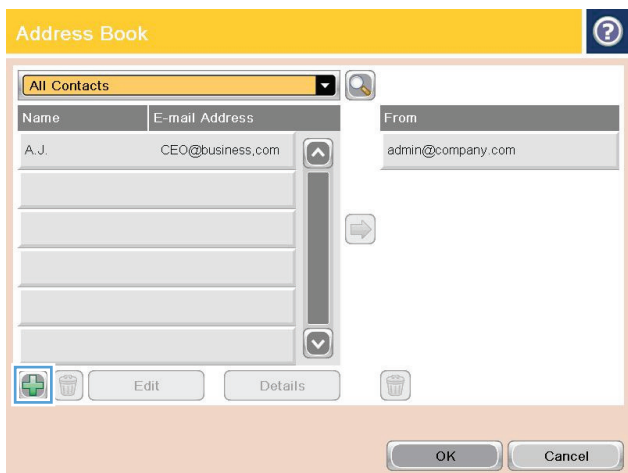 Address Book
All Contacts
Name E-mail Address From
A.J. CEO@business,com admin@company.com
Edit Details
OK Cancel